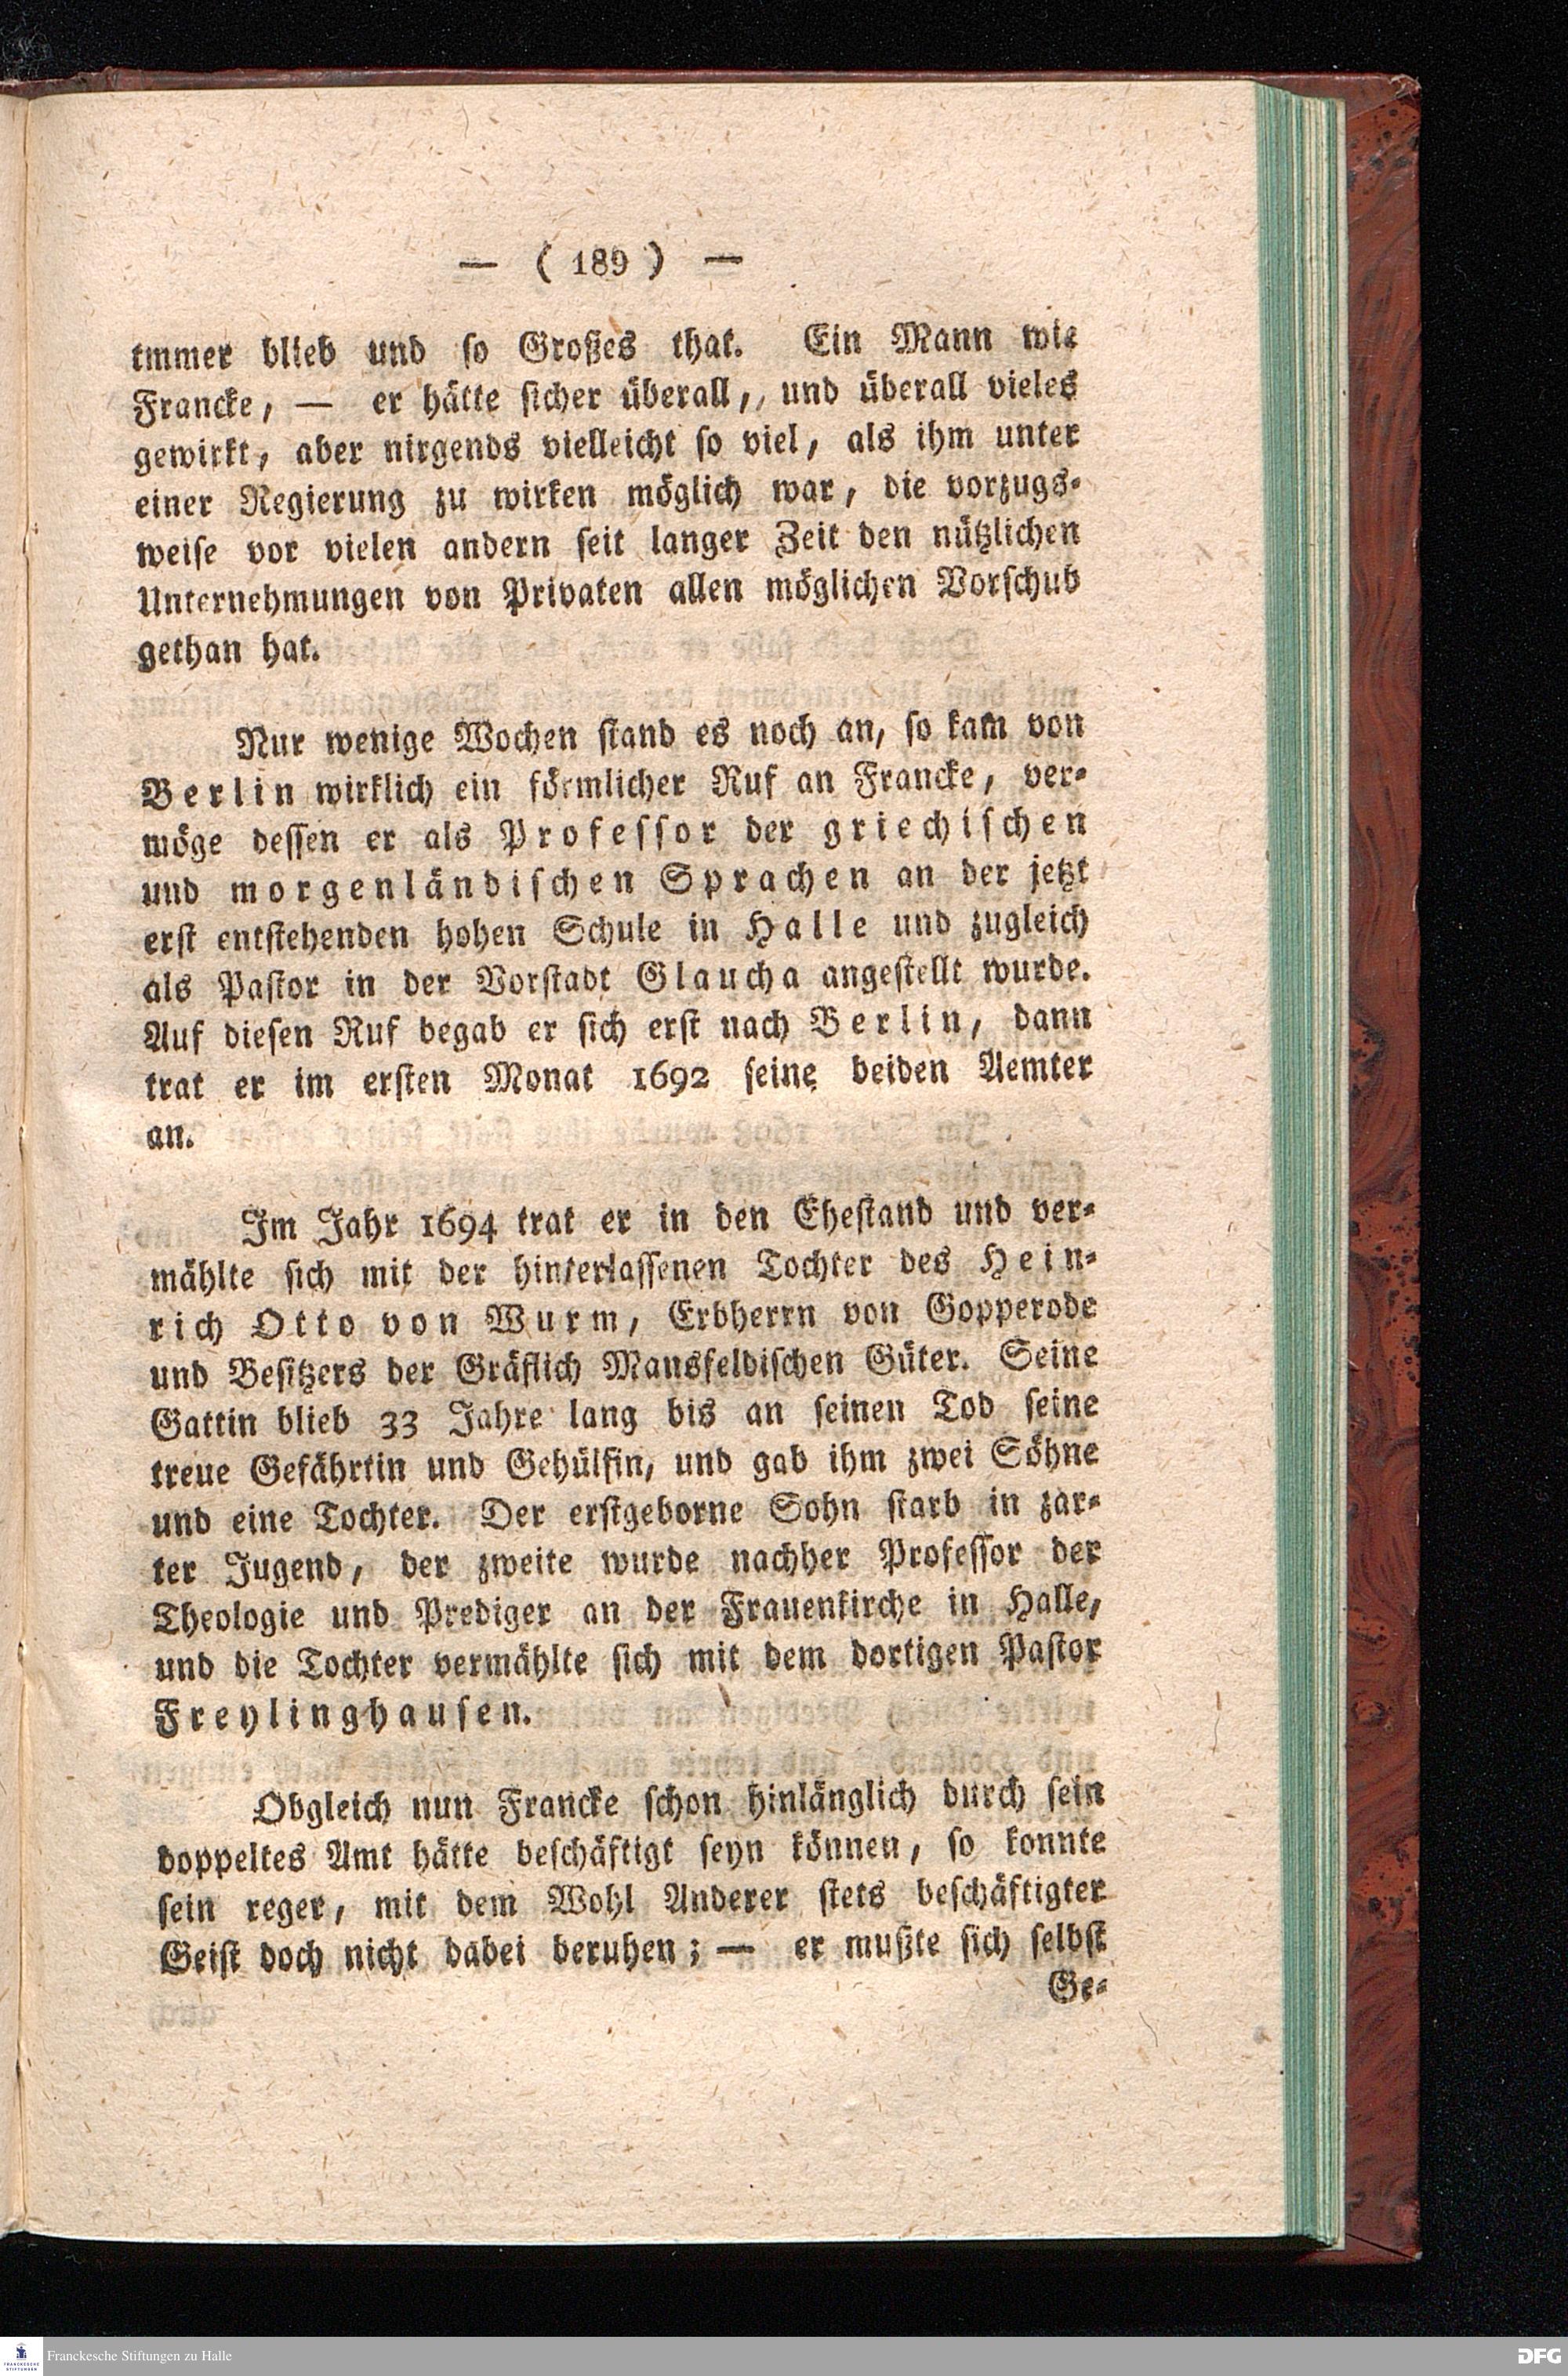 — ( 189 ) —
immer blieb und so Großes that. Ein Mann wie
Francke, — er hätte sicher überall, und überall vieles
gewirkt, aber nirgends vielleicht so viel, als ihm unter
einer Regierung zu wirken möglich war, die vorzugs-
weise vor vielen andern seit langer Zeit den nützlichen
Unternehmungen von Privaten allen möglichen Vorschub
gethan hat.
Nur wenige Wochen stand es noch an, so kam von
Berlin wirklich ein förmlicher Ruf an Francke, ver-
möge dessen er als Professor der griechischen
und morgenländischen Sprachen an der jetzt
erst entstehenden hohen Schule in Halle und zugleich
als Pastor in der Vorstadt Glaucha angestellt wurde.
Auf diesen Ruf begab er sich erst nach Berlin, dann
trat er im ersten Monat 1692 seine beiden Aemter
an.
Im Jahr 1694 trat er in den Ehestand und ver-
mählte sich mit der hinterlassenen Tochter des Hein-
rich Otto von Wurm, Erbherrn von Gopperode
und Besitzers der Gräflich Mansfeldischen Güter. Seine
Gattin blieb 33 Jahre lang bis an seinen Tod seine
treue Gefährtin und Gehülfin, und gab ihm zwei Söhne
und eine Tochter. Der erstgeborne Sohn starb in zar-
ter Jugend, der zweite wurde nachher Professor der
Theologie und Prediger an der Frauenkirche in Halle,
und die Tochter vermählte sich mit dem dortigen Pastor
Freylinghausen.
Obgleich nun Francke schon hinlänglich durch sein
doppeltes Amt hätte beschäftigt seyn können, so konnte
sein reger, mit dem Wohl Anderer stets beschäftigter
Geist doch nicht dabei beruhen; — er mußte sich selbst
Ge-
Franckesche Stiftungen zu Halle
DFG